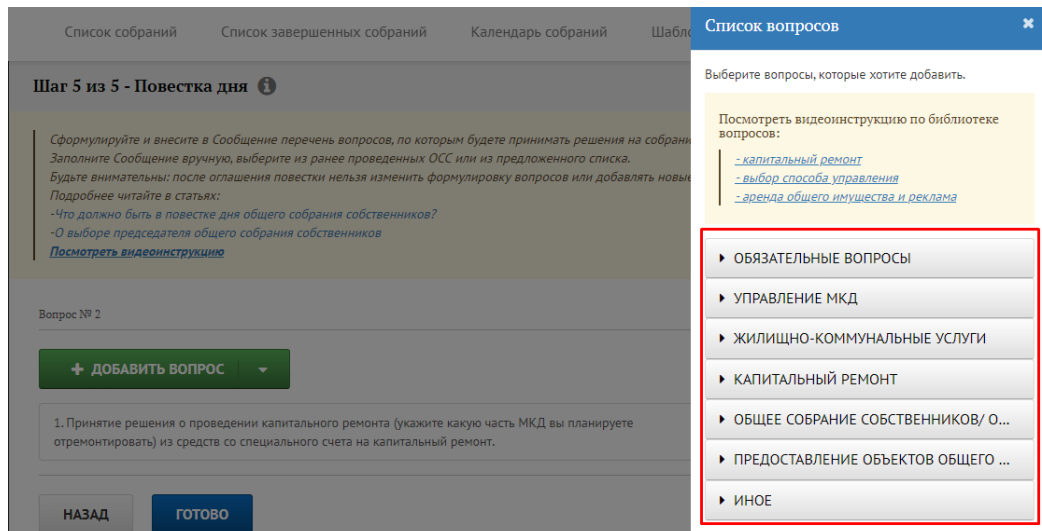 Список собраний
Список завершенных собраний
Календарь собраний
Шабло
Шаг 5 из 5 - Повестка дня
Сформулируйте и внесите в Сообщение перечень вопросов, по которым будете принимать решения на собрани
Заполните Сообщение вручную, выберите из ранее проведенных ОСС или из предложенного списка.
Будьте внимательны: после оглашения повестки нельзя изменить формулировку вопросов или добавлять новые
Подробнее читайте в статьях:
-Что должно быть в повестке дня общего собрания собственников?
-О выборе председателя общего собрания собственников
Посмотреть видеоинструкцию
Вопрос № 2
+ ДОБАВИТЬ ВОПРОС
1. Принятие решения о проведении капитального ремонта (укажите какую часть МКД вы планируете
отремонтировать) из средств со специального счета на капитальный ремонт.
НАЗАД
ГОТОВО
Список вопросов
Выберите вопросы, которые хотите добавить.
Посмотреть видеоинструкцию по библиотеке
вопросов:
- капитальный ремонт
- выбор способа управления
- аренда общего имущества и реклама
ОБЯЗАТЕЛЬНЫЕ ВОПРОСЫ
УПРАВЛЕНИЕ МКД
ЖИЛИЩНО-КОММУНАЛЬНЫЕ УСЛУГИ
КАПИТАЛЬНЫЙ РЕМОНТ
ОБЩЕЕ СОБРАНИЕ СОБСТВЕННИКОВ/ О...
ПРЕДОСТАВЛЕНИЕ ОБЪЕКТОВ ОБЩЕГО ...
ИНОЕ